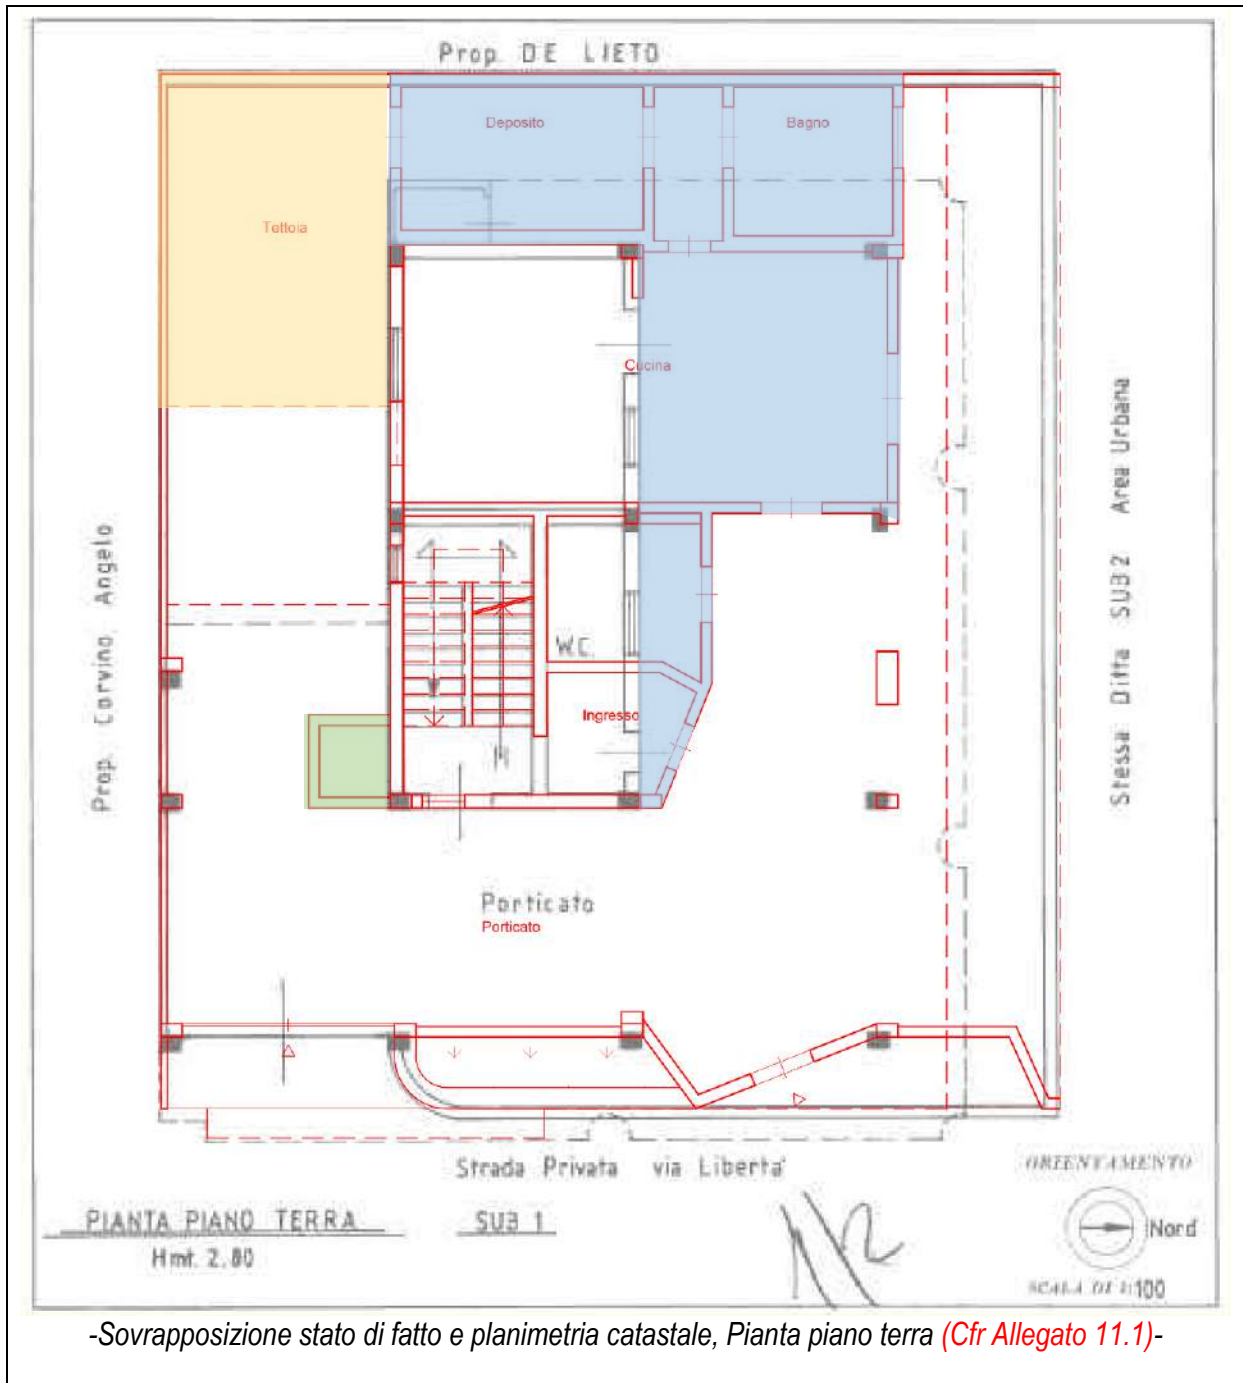 Prop. DE LIETO
Deposito
Bagno
Tettoia
Cucina
Prop. Corvino Angelo
Stessa Ditta SUB 2 Area Urbana
W.C.
Ingresso
Porticato
Porticato
Strada Privata via Liberta'
ORIENTAMENTO
PIANTA PIANO TERRA
SUB 1
Nord
Hmt. 2.80
SCALA DI 1:100
-Sovrapposizione stato di fatto e planimetria catastale, Pianta piano terra (Cfr Allegato 11.1)-